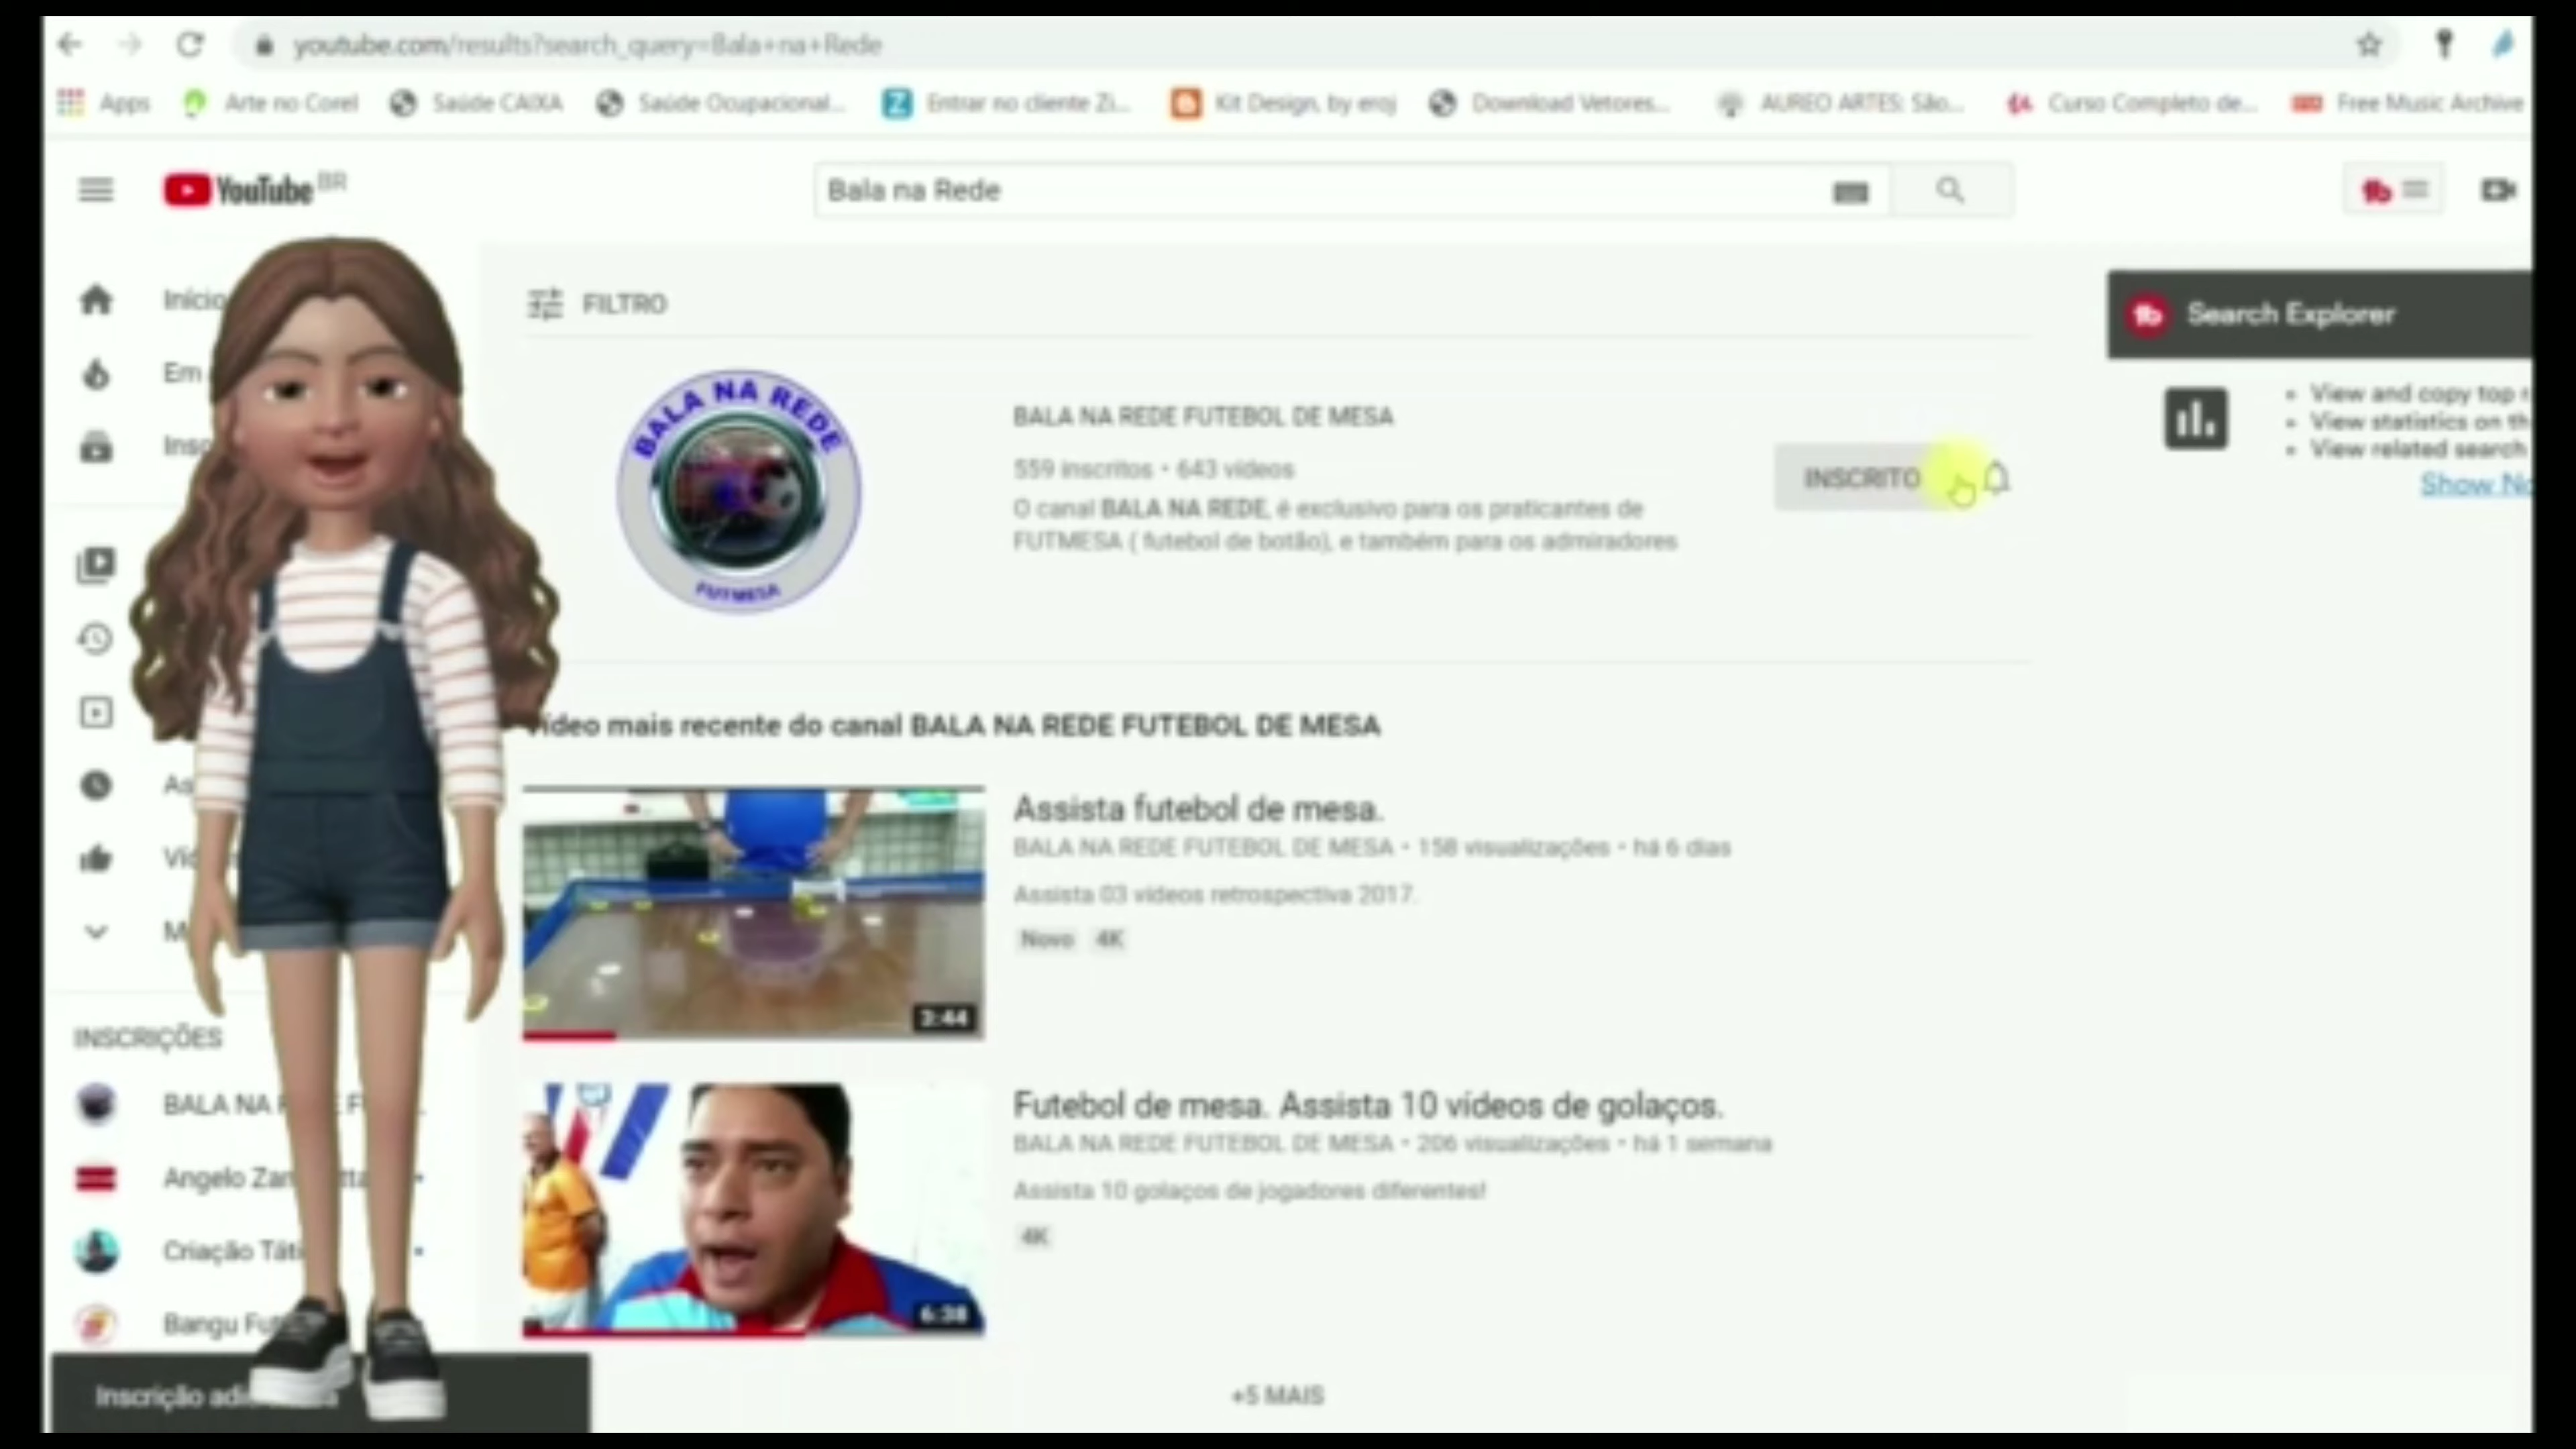 youtube.com/results?search_query=Bala+na+Rede
Apps Arte no Corel Saúde CAIXA Saúde Ocupacional... Entrar no cliente Zi... Kit Design, by eroj Download Vetores... AUREO ARTES: São... Curso Completo de... Free Music Archive
YouTube BR
Bala na Rede
Início
FILTRO
Search Explorer
Em
BALA NA REDE
FUTMESA
BALA NA REDE FUTEBOL DE MESA
559 inscritos • 643 vídeos
O canal BALA NA REDE, é exclusivo para os praticantes de
FUTMESA ( futebol de botão), e também para os admiradores
INSCRITO
View and copy top
View statistics on
View related search
Show
Vídeo mais recente do canal BALA NA REDE FUTEBOL DE MESA
Assista futebol de mesa.
BALA NA REDE FUTEBOL DE MESA • 158 visualizações • há 6 dias
Assista 03 vídeos retrospectiva 2017.
Novo 4K
3:44
Futebol de mesa. Assista 10 vídeos de golaços.
BALA NA REDE FUTEBOL DE MESA • 206 visualizações • há 1 semana
Assista 10 golaços de jogadores diferentes!
4K
6:38
+5 MAIS
INSCRIÇÕES
BALA NA
Angelo
Criação
Bangu
Inscrição